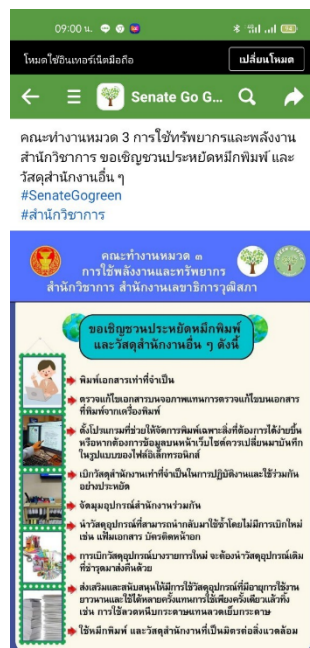 09:00 น.
โหมดใช้อินเทอร์เน็ตมือถือ
เปลี่ยนโหมด
Senate Go G...
คณะทำงานหมวด 3 การใช้ทรัพยากรและพลังงาน
สำนักวิชาการ ขอเชิญชวนประหยัดหมึกพิมพ์ และ
วัสดุสำนักงานอื่น ๆ
#SenateGogreen
#สำนักวิชาการ
คณะทำงานหมวด ๓
การใช้พลังงานและทรัพยากร
สำนักวิชาการ สำนักงานเลขาธิการวุฒิสภา
ขอเชิญชวนประหยัดหมึกพิมพ์
และวัสดุสำนักงานอื่น ๆ ดังนี้
พิมพ์เอกสารเท่าที่จำเป็น
ตรวจแก้ไขเอกสารบนจอภาพแทนการตรวจแก้ไขบนเอกสาร
ที่พิมพ์จากเครื่องพิมพ์
ตั้งโปรแกรมที่ช่วยให้จัดการพิมพ์เฉพาะสิ่งที่ต้องการได้ง่ายขึ้น
หรือหากต้องการข้อมูลบนหน้าเว็บไซต์ควรเปลี่ยนมาบันทึก
ในรูปแบบของไฟล์อิเล็กทรอนิกส์
เบิกวัสดุสำนักงานเท่าที่จำเป็นในการปฏิบัติงานและใช้ร่วมกัน
อย่างประหยัด
จัดมุมอุปกรณ์สำนักงานร่วมกัน
นำวัสดุอุปกรณ์ที่สามารถนำกลับมาใช้ซ้ำโดยไม่มีการเบิกใหม่
เช่น แฟ้มเอกสาร บัตรติดหน้าอก
การเบิกวัสดุอุปกรณ์บางรายการใหม่ จะต้องนำวัสดุอุปกรณ์เดิม
ที่ชำรุดมาส่งคืนด้วย
ส่งเสริมและสนับสนุนให้มีการใช้วัสดุอุปกรณ์ที่มีอายุการใช้งาน
ยาวนานและใช้ได้หลายครั้งแทนการใช้เพียงครั้งเดียวแล้วทิ้ง
เช่น การใช้ลวดหนีบกระดาษแทนลวดเย็บกระดาษ
ใช้หมึกพิมพ์ และวัสดุสำนักงานที่เป็นมิตรต่อสิ่งแวดล้อม